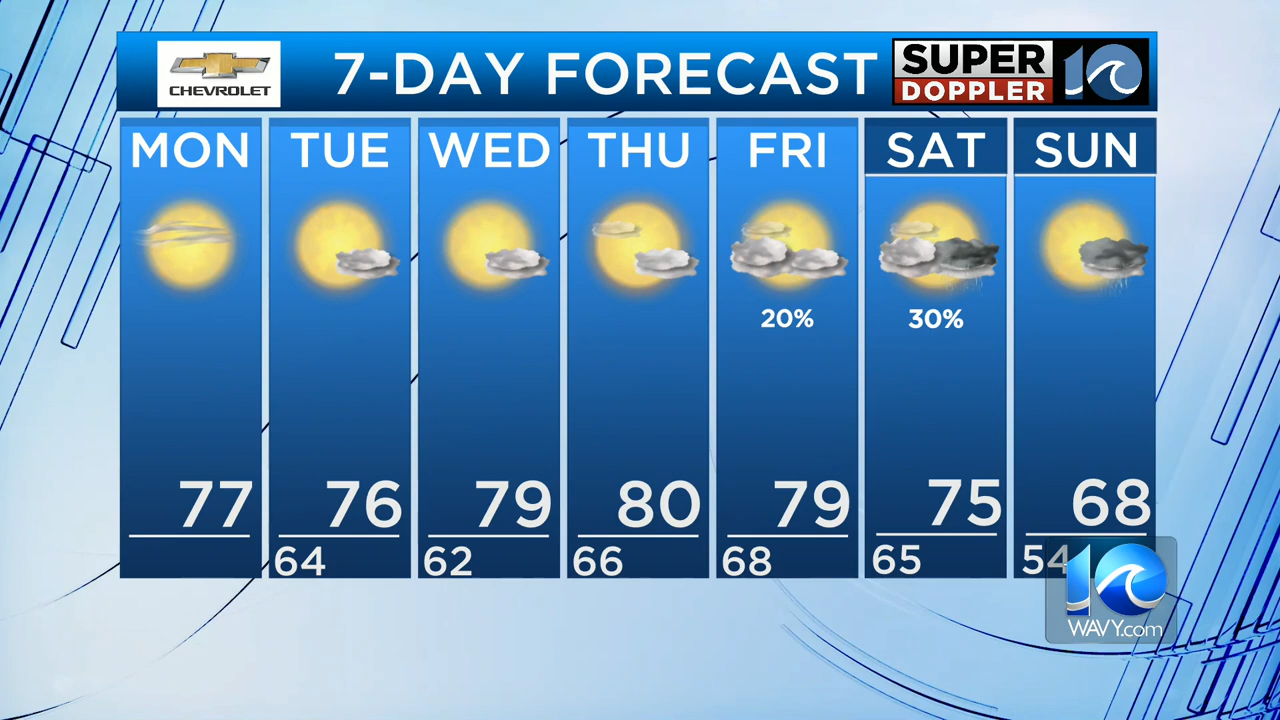 CHEVROLET
7-DAY FORECAST
SUPER
DOPPLER
10
MON TUE WED THU FRI SAT SUN
20% 30%
77 76 79 80 79 75 68
64 62 66 68 65 54
10
WAVY.com